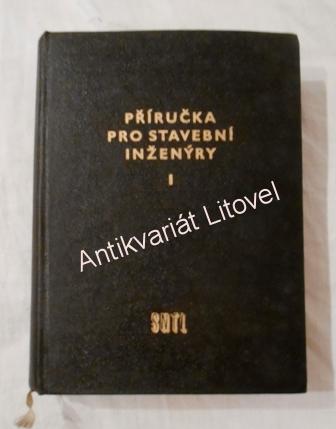 PŘÍRUČKA
PRO STAVEBNÍ
INŽENÝRY
I
Antikvariát Litovel
SNTL